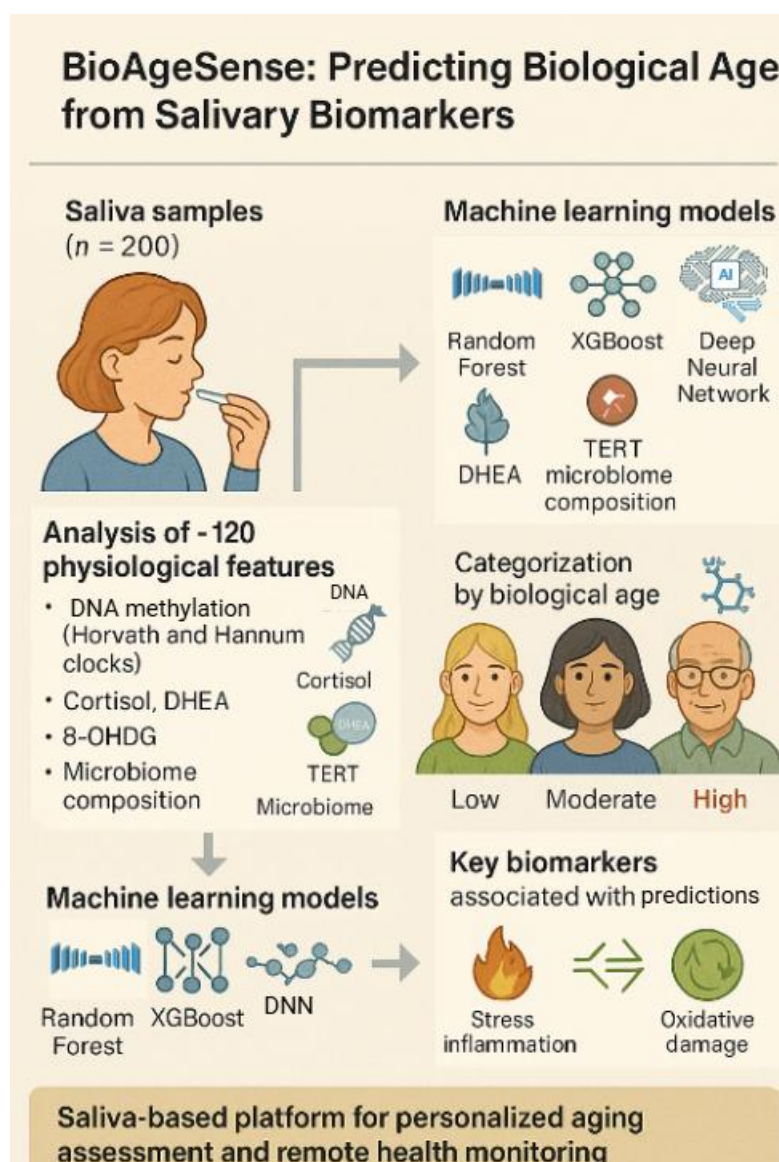 BioAgeSense: Predicting Biological Age
from Salivary Biomarkers
Saliva samples
(n = 200)
Machine learning models
AI
Random
Forest
XGBoost
Deep
Neural
Network
DHEA
TERT
microbiome
composition
Analysis of -120
physiological features
• DNA methylation
(Horvath and Hannum
clocks)
• Cortisol, DHEA
• 8-OHDG
• Microbiome
composition
DNA
Cortisol
DHEA
TERT
Microbiome
Categorization
by biological age
Low
Moderate
High
Machine learning models
Random
Forest
XGBoost
DNN
Key biomarkers
associated with predictions
Stress
inflammation
Oxidative
damage
Saliva-based platform for personalized aging
assessment and remote health monitoring